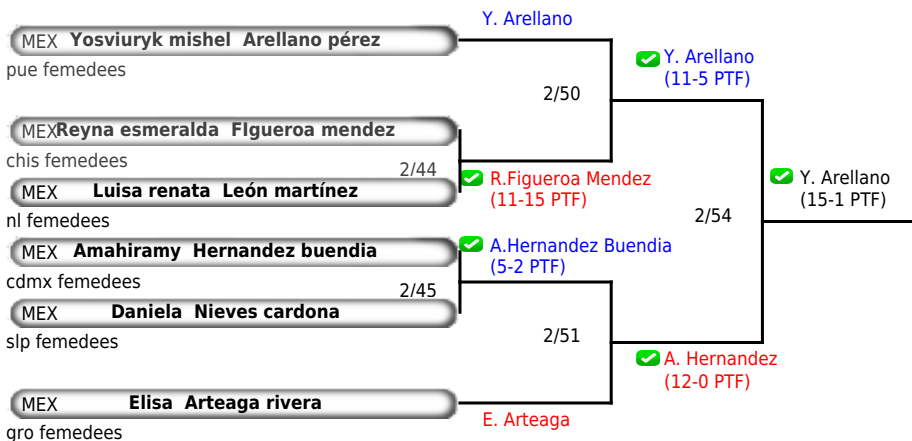 Y. Arellano
MEX Yosviuryk mishel Arellano pérez
pue femedees
Y. Arellano
(11-5 PTF)
2/50
MEX Reyna esmeralda FIgueroa mendez
chis femedees
2/44
MEX Luisa renata León martínez
nl femedees
R.Figueroa Mendez
(11-15 PTF)
Y. Arellano
(15-1 PTF)
2/54
MEX Amahiramy Hernandez buendia
cdmx femedees
A.Hernandez Buendia
(5-2 PTF)
2/45
MEX Daniela Nieves cardona
slp femedees
2/51
A. Hernandez
(12-0 PTF)
MEX Elisa Arteaga rivera
gro femedees
E. Arteaga